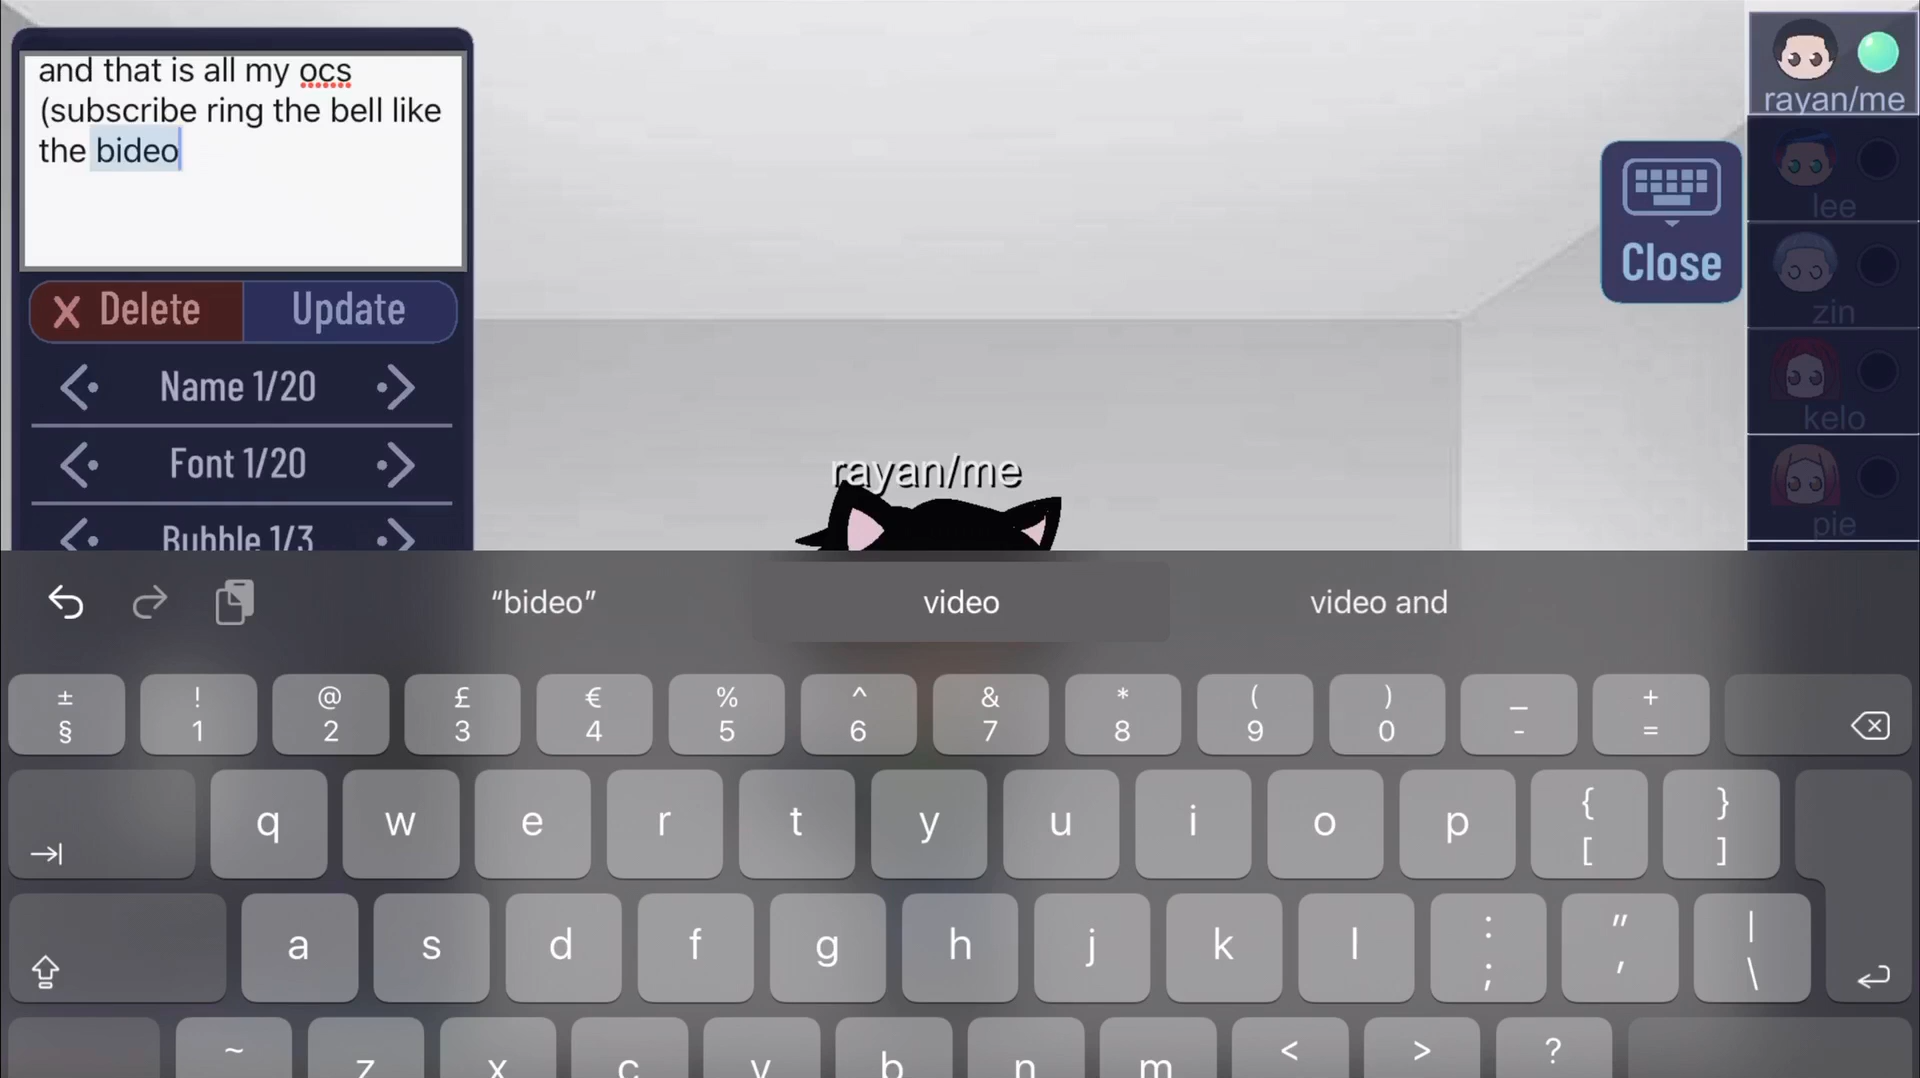 and that is all my ocs
(subscribe ring the bell like
the bideo
Delete
Update
Name 1/20
Font 1/20
Bubble 1/3
rayan/me
Close
rayan/me
lee
zin
kelo
pie
“bideo”
video
video and
± ! @ £ € % ^ & * ( ) _ +
§ 1 2 3 4 5 6 7 8 9 0 - =
q w e r t y u i o p { }
[ ]
a s d f g h j k l : " |
; ' \
~ z x c v b n m < > ?